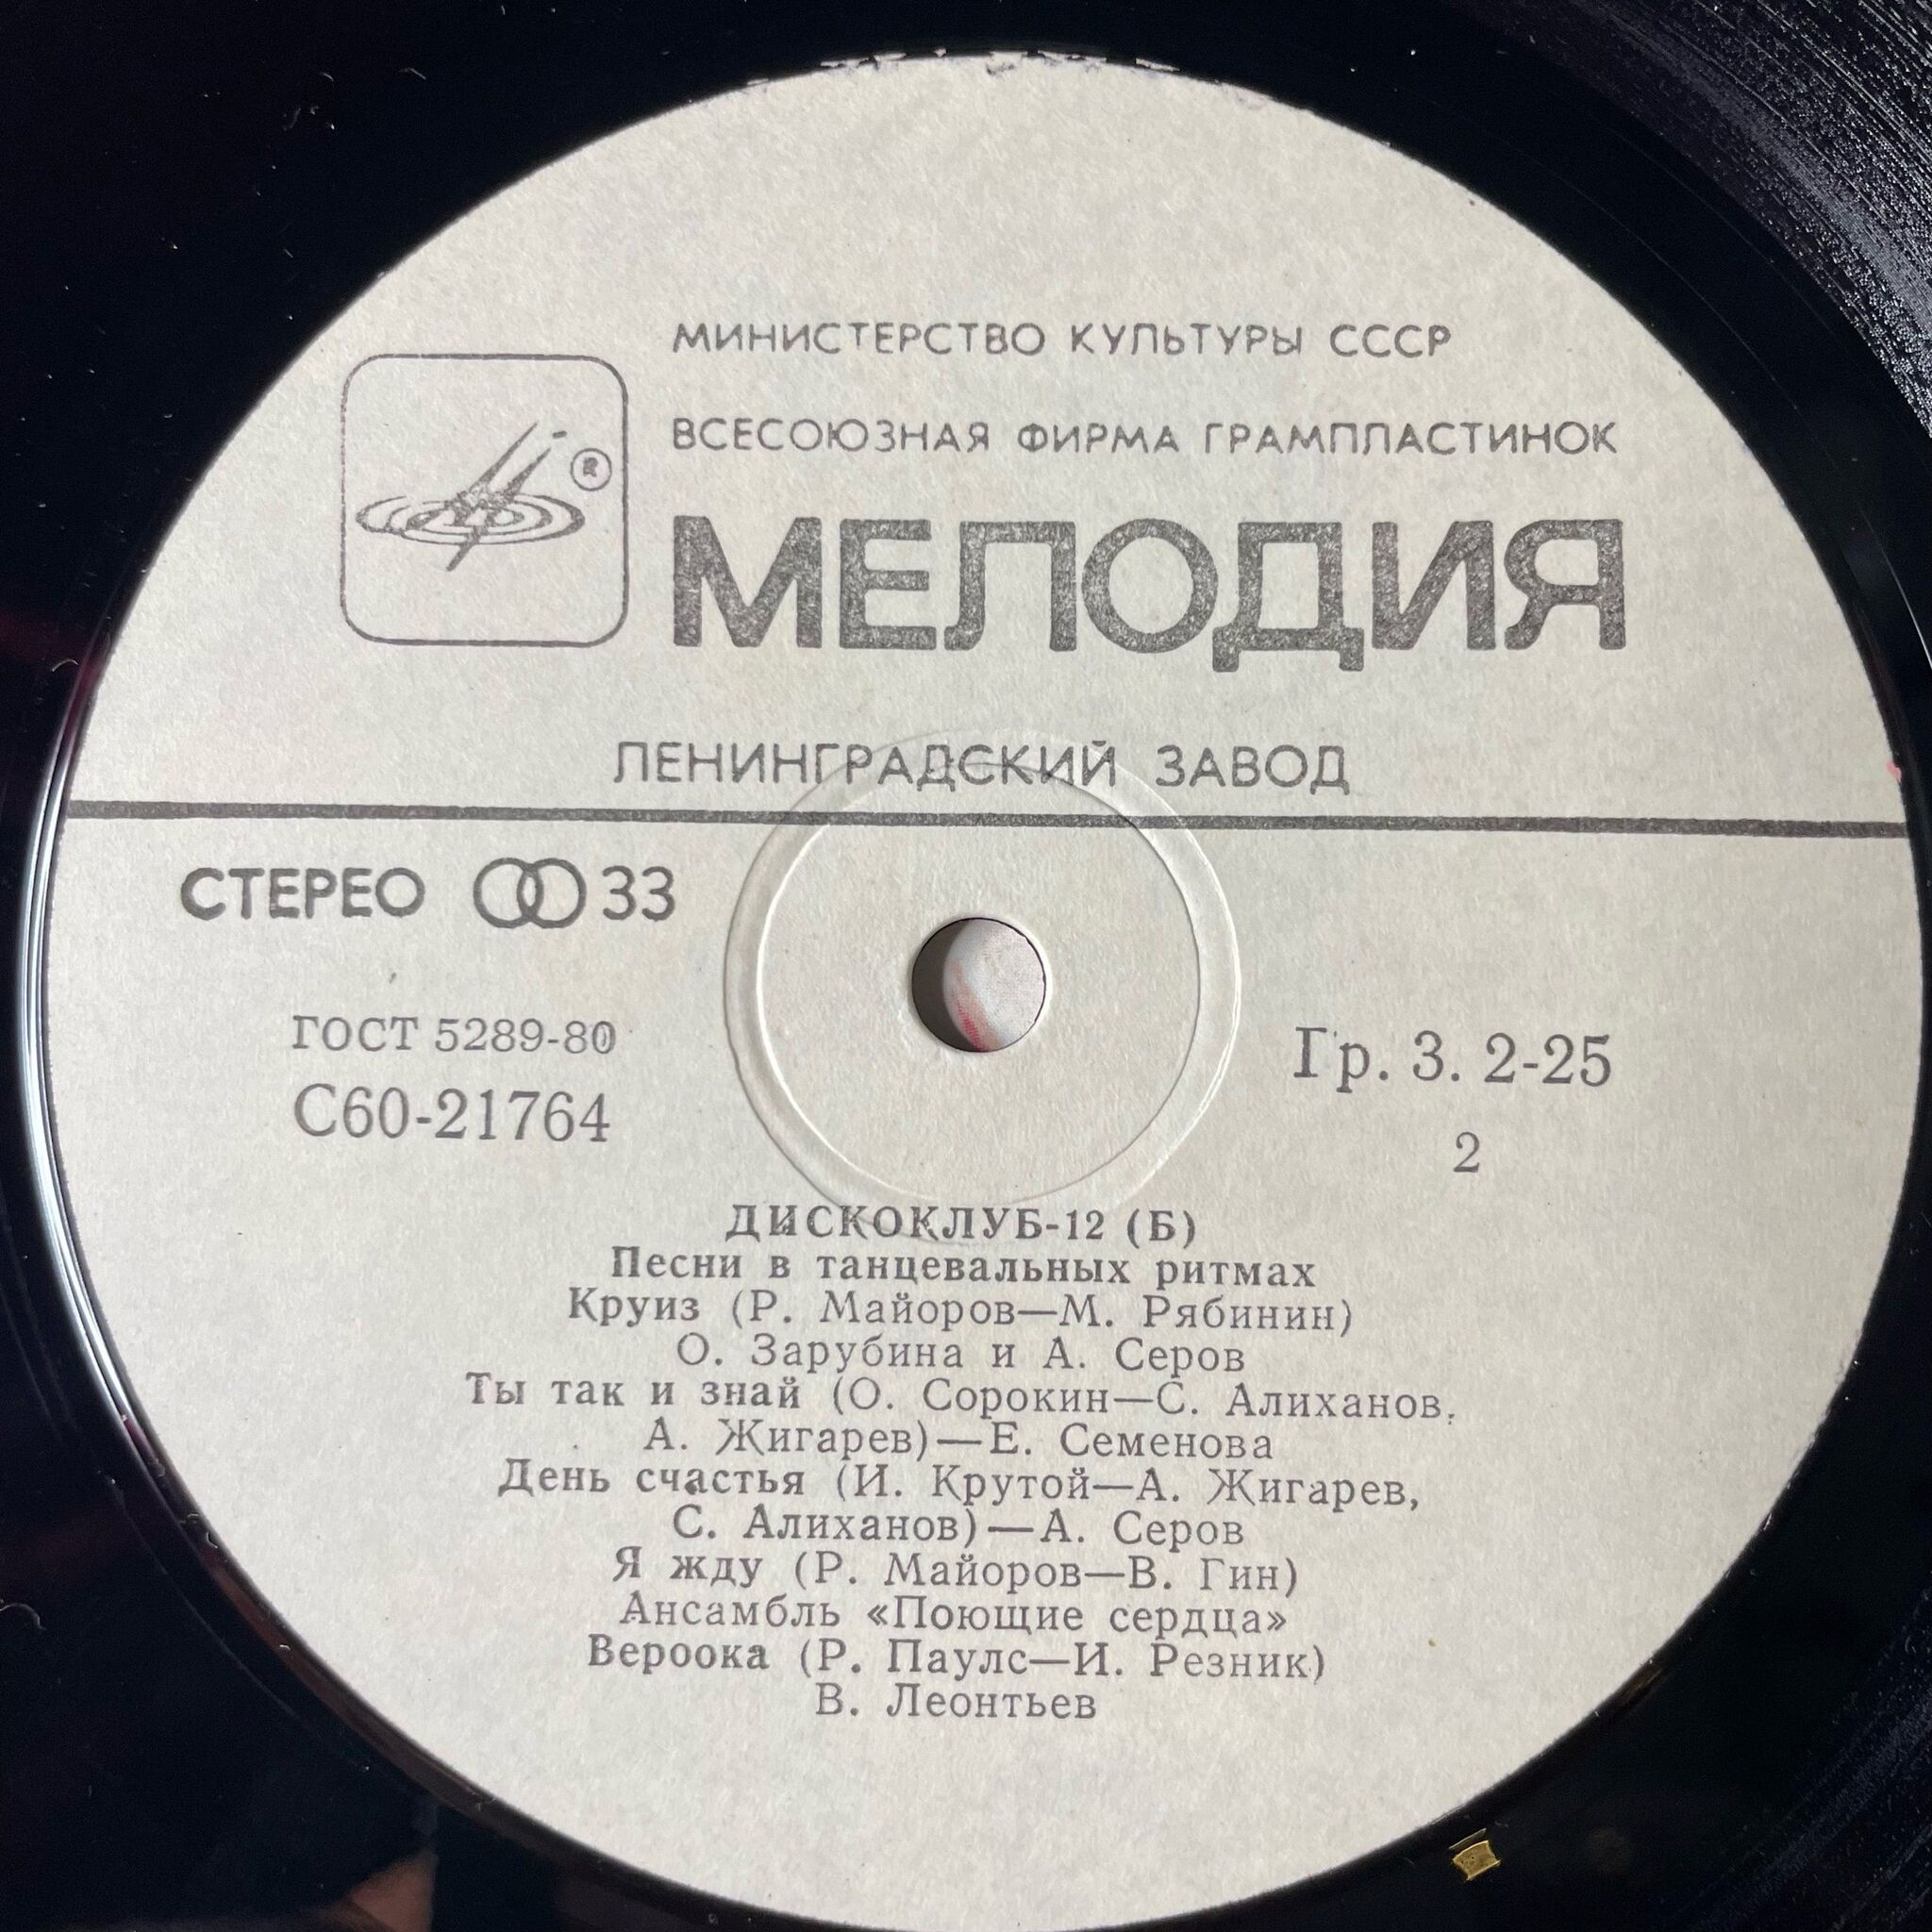 МИНИСТЕРСТВО КУЛЬТУРЫ СССР
ВСЕСОЮЗНАЯ ФИРМА ГРАМПЛАСТИНОК
®
МЕЛОДИЯ
ЛЕНИНГРАДСКИЙ ЗАВОД
СТЕРЕО 33
ГОСТ 5289-80
С60-21764
Гр. 3. 2-25
2
ДИСКОКЛУБ-12 (Б)
Песни в танцевальных ритмах
Круиз (Р. Майоров—М. Рябинин)
О. Зарубина и А. Серов
Ты так и знай (О. Сорокин—С. Алиханов,
А. Жигарев)—Е. Семенова
День счастья (И. Крутой—А. Жигарев,
С. Алиханов)—А. Серов
Я жду (Р. Майоров—В. Гин)
Ансамбль «Поющие сердца»
Вероока (Р. Паулс—И. Резник)
В. Леонтьев